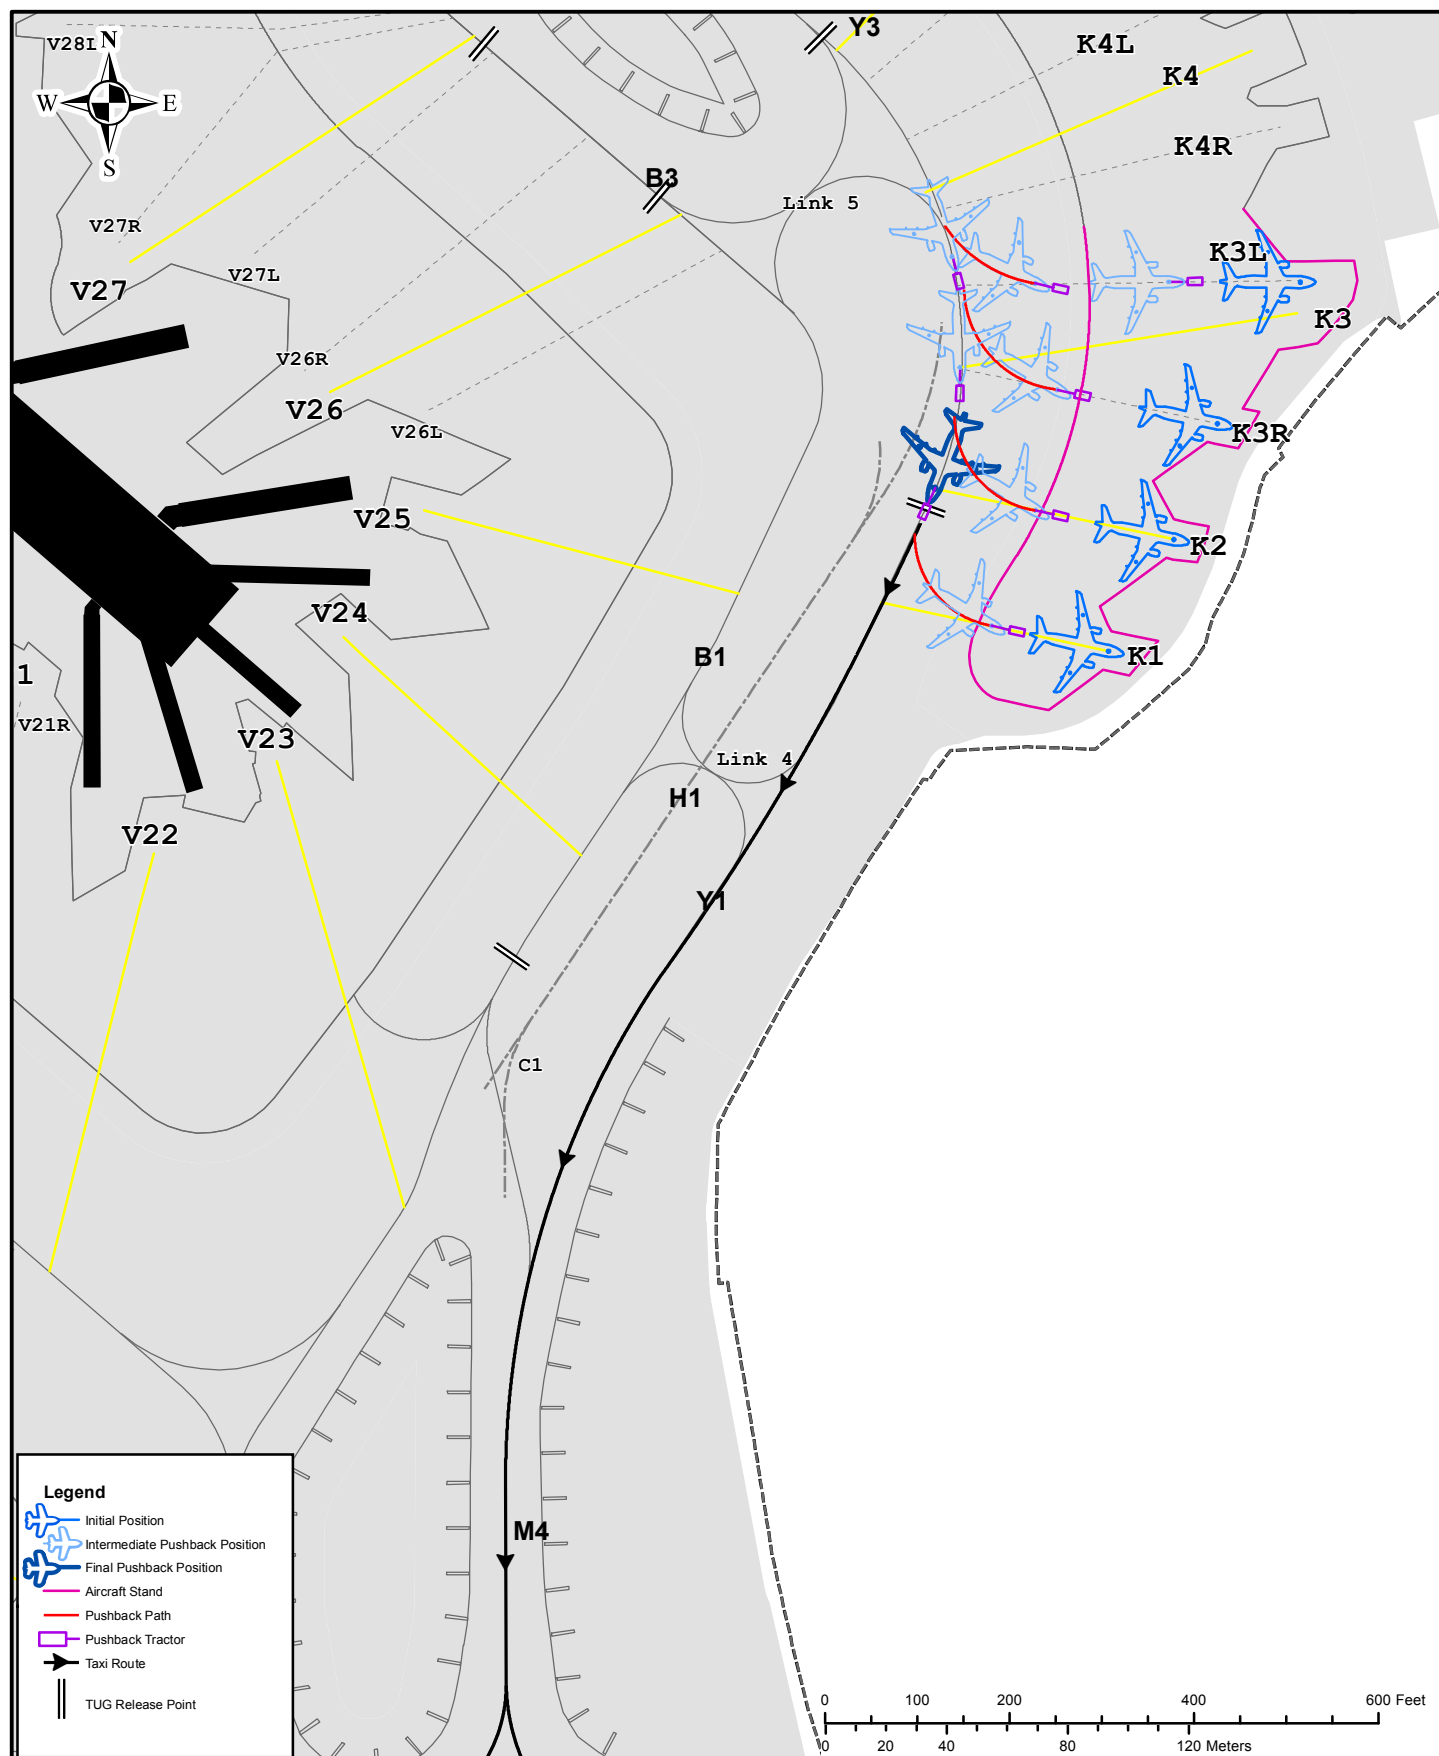 Y3
V28L
N
K4L
K4
W
E
S
K4R
B3
Link 5
V27R
K3L
V27L
V27
K3
V26R
V26
K3R
V26L
V25
K2
V24
B1
K1
1
V21R
V23
Link 4
H1
V22
Y1
C1
Legend
Initial Position
Intermediate Pushback Position
Final Pushback Position
M4
Aircraft Stand
Pushback Path
Pushback Tractor
Taxi Route
TUG Release Point
0 100 200 400 600 Feet
0 20 40 80 120 Meters